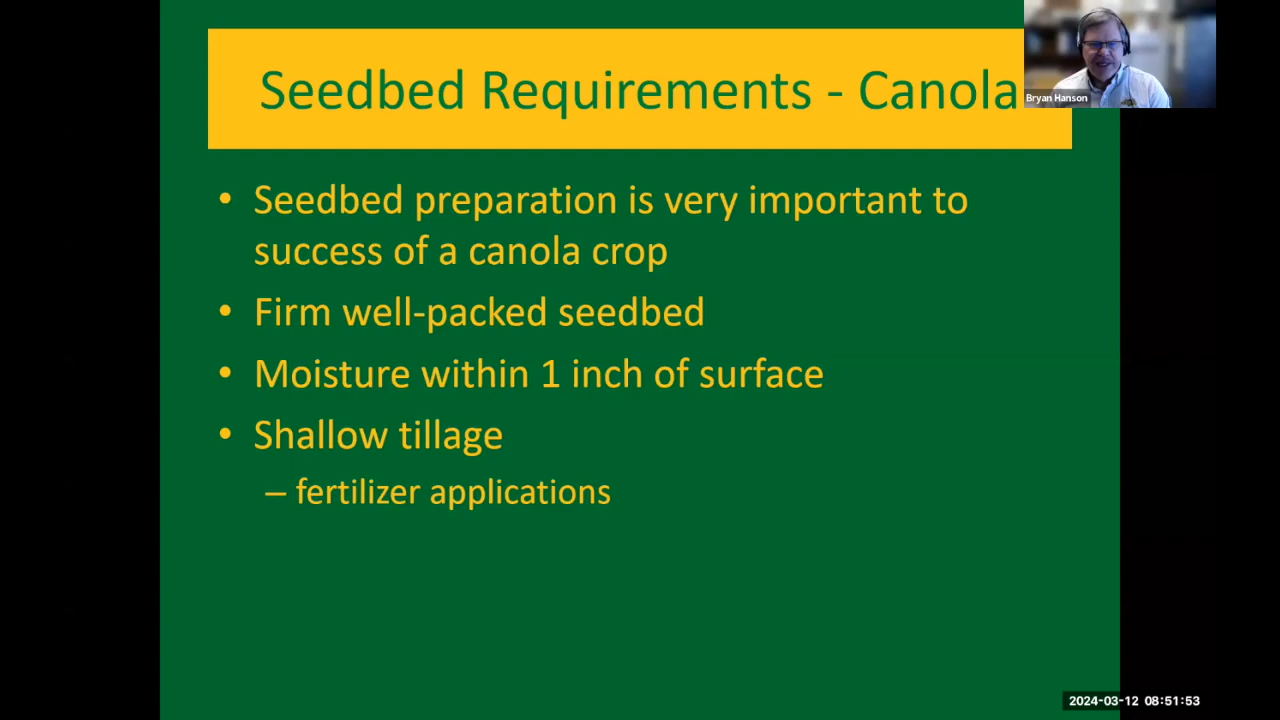 Seedbed Requirements - Canola
Bryan Hanson
• Seedbed preparation is very important to
success of a canola crop
• Firm well-packed seedbed
• Moisture within 1 inch of surface
• Shallow tillage
– fertilizer applications
2024-03-12 08:51:53